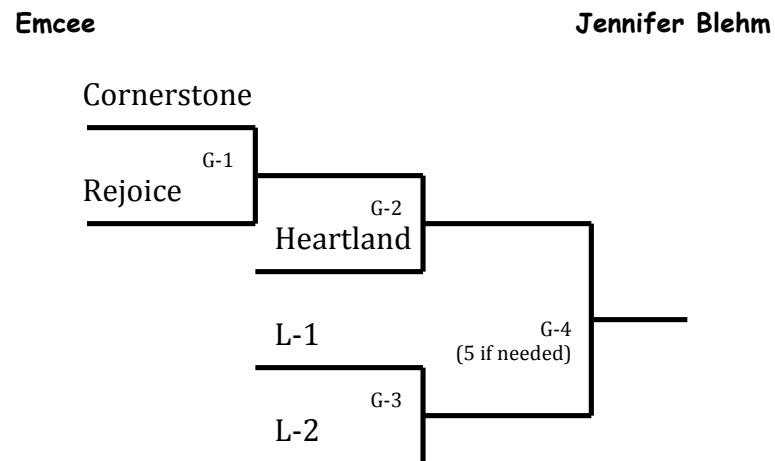 Emcee Jennifer Blehm
Cornerstone
G-1
Rejoice
G-2
Heartland
L-1
G-4
(5 if needed)
G-3
L-2